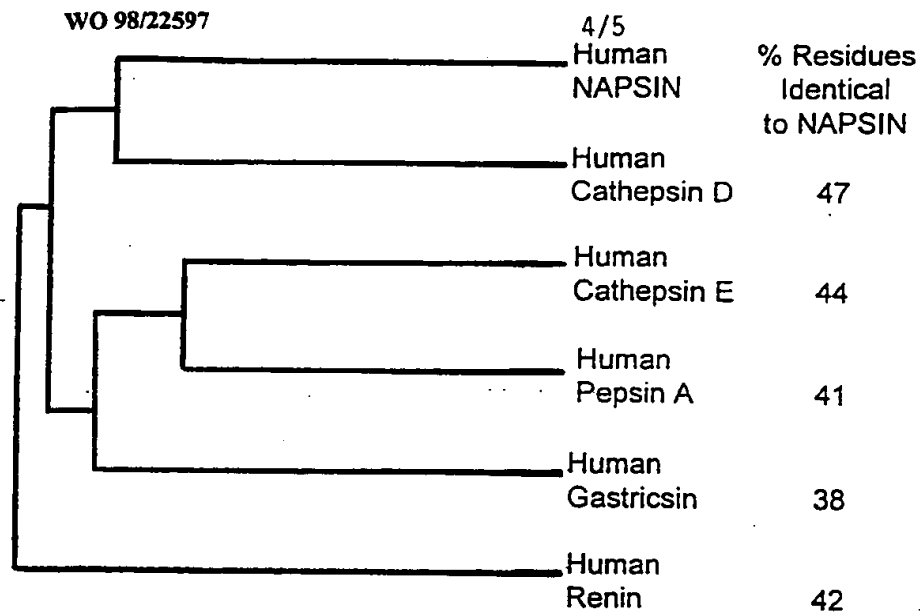 WO 98/22597
4/5
Human
NAPSIN
% Residues
Identical
to NAPSIN
Human
Cathepsin D 47
Human
Cathepsin E 44
Human
Pepsin A 41
Human
Gastricsin 38
Human
Renin 42